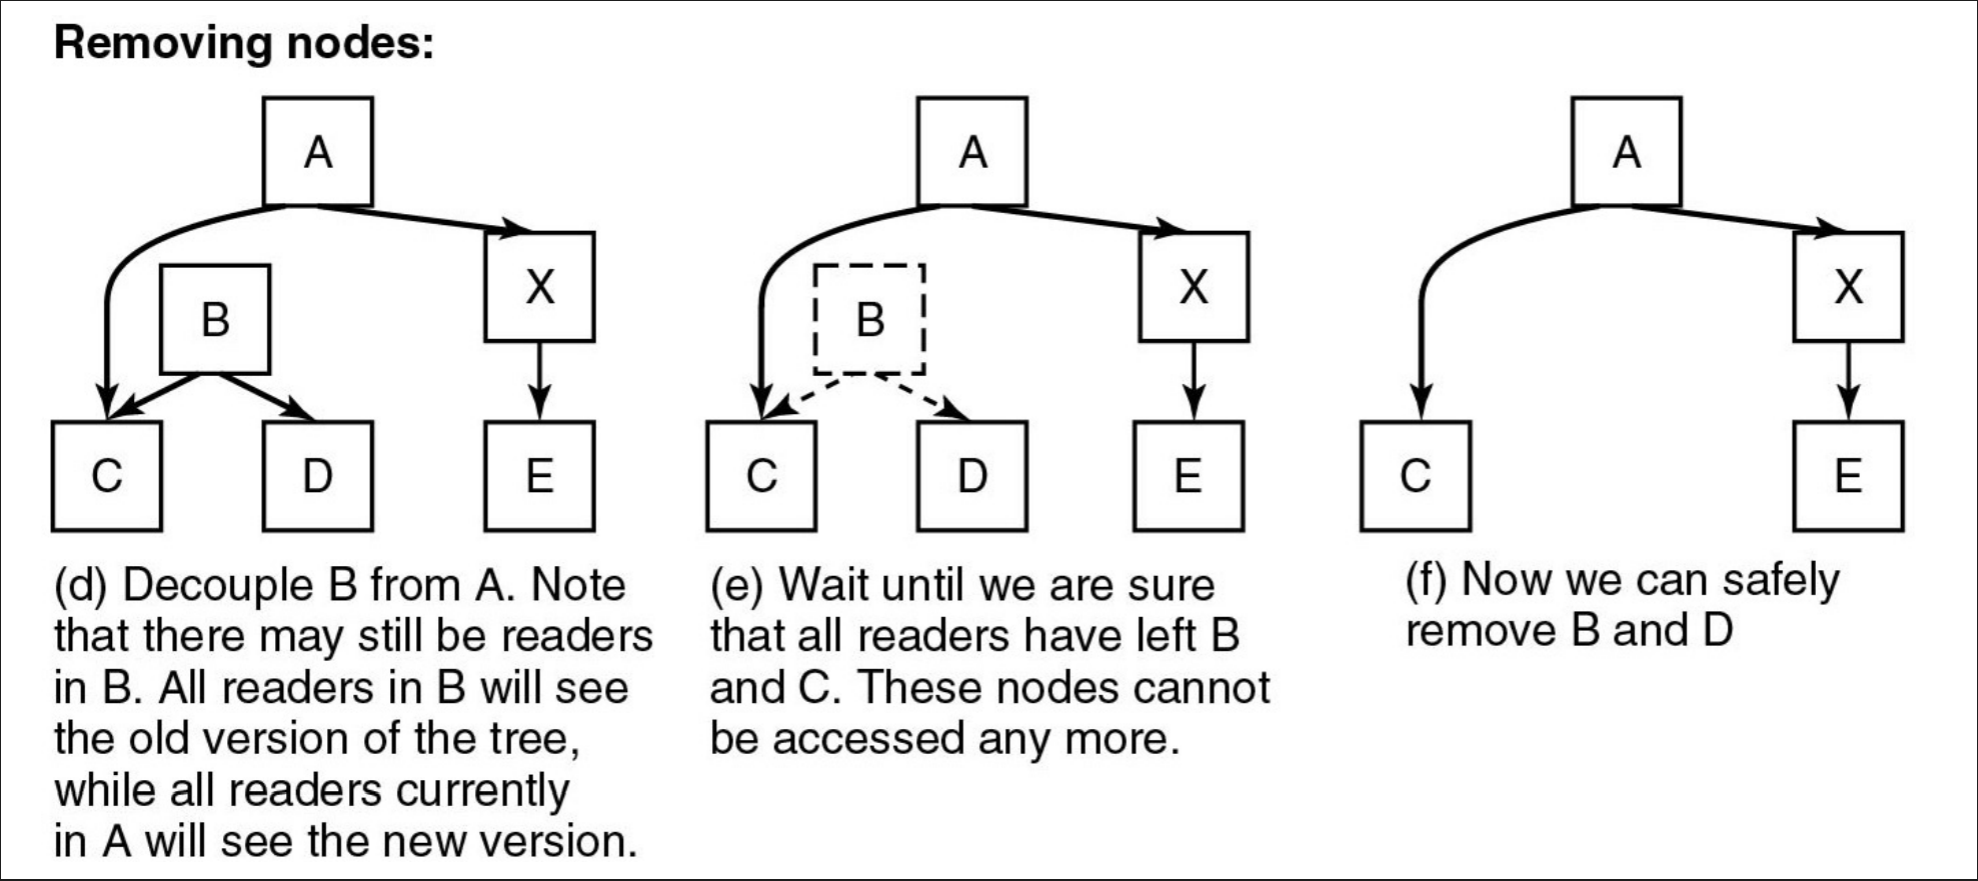 Removing nodes:
A
X
B
C
D
E
(d) Decouple B from A. Note
that there may still be readers
in B. All readers in B will see
the old version of the tree,
while all readers currently
in A will see the new version.
A
X
B
C
D
E
(e) Wait until we are sure
that all readers have left B
and C. These nodes cannot
be accessed any more.
A
X
C
E
(f) Now we can safely
remove B and D